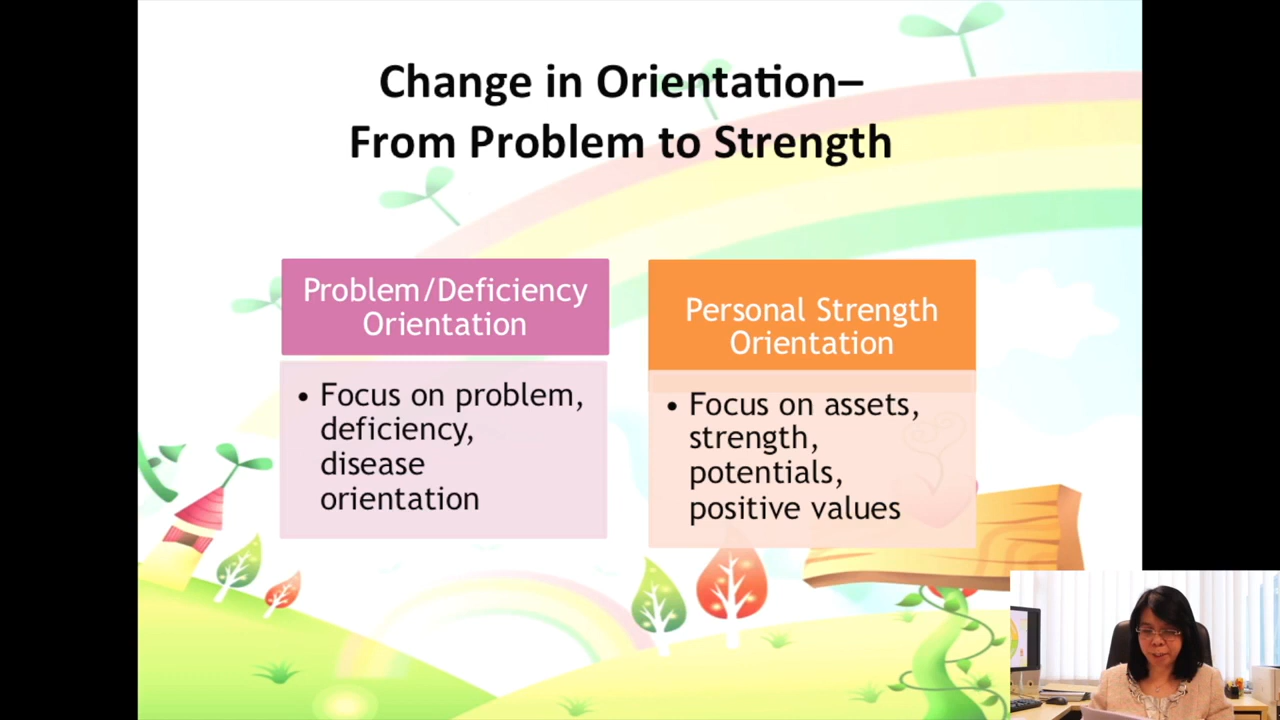 Change in Orientation–
From Problem to Strength
Problem/Deficiency
Orientation
• Focus on problem,
deficiency,
disease
orientation
Personal Strength
Orientation
• Focus on assets,
strength,
potentials,
positive values